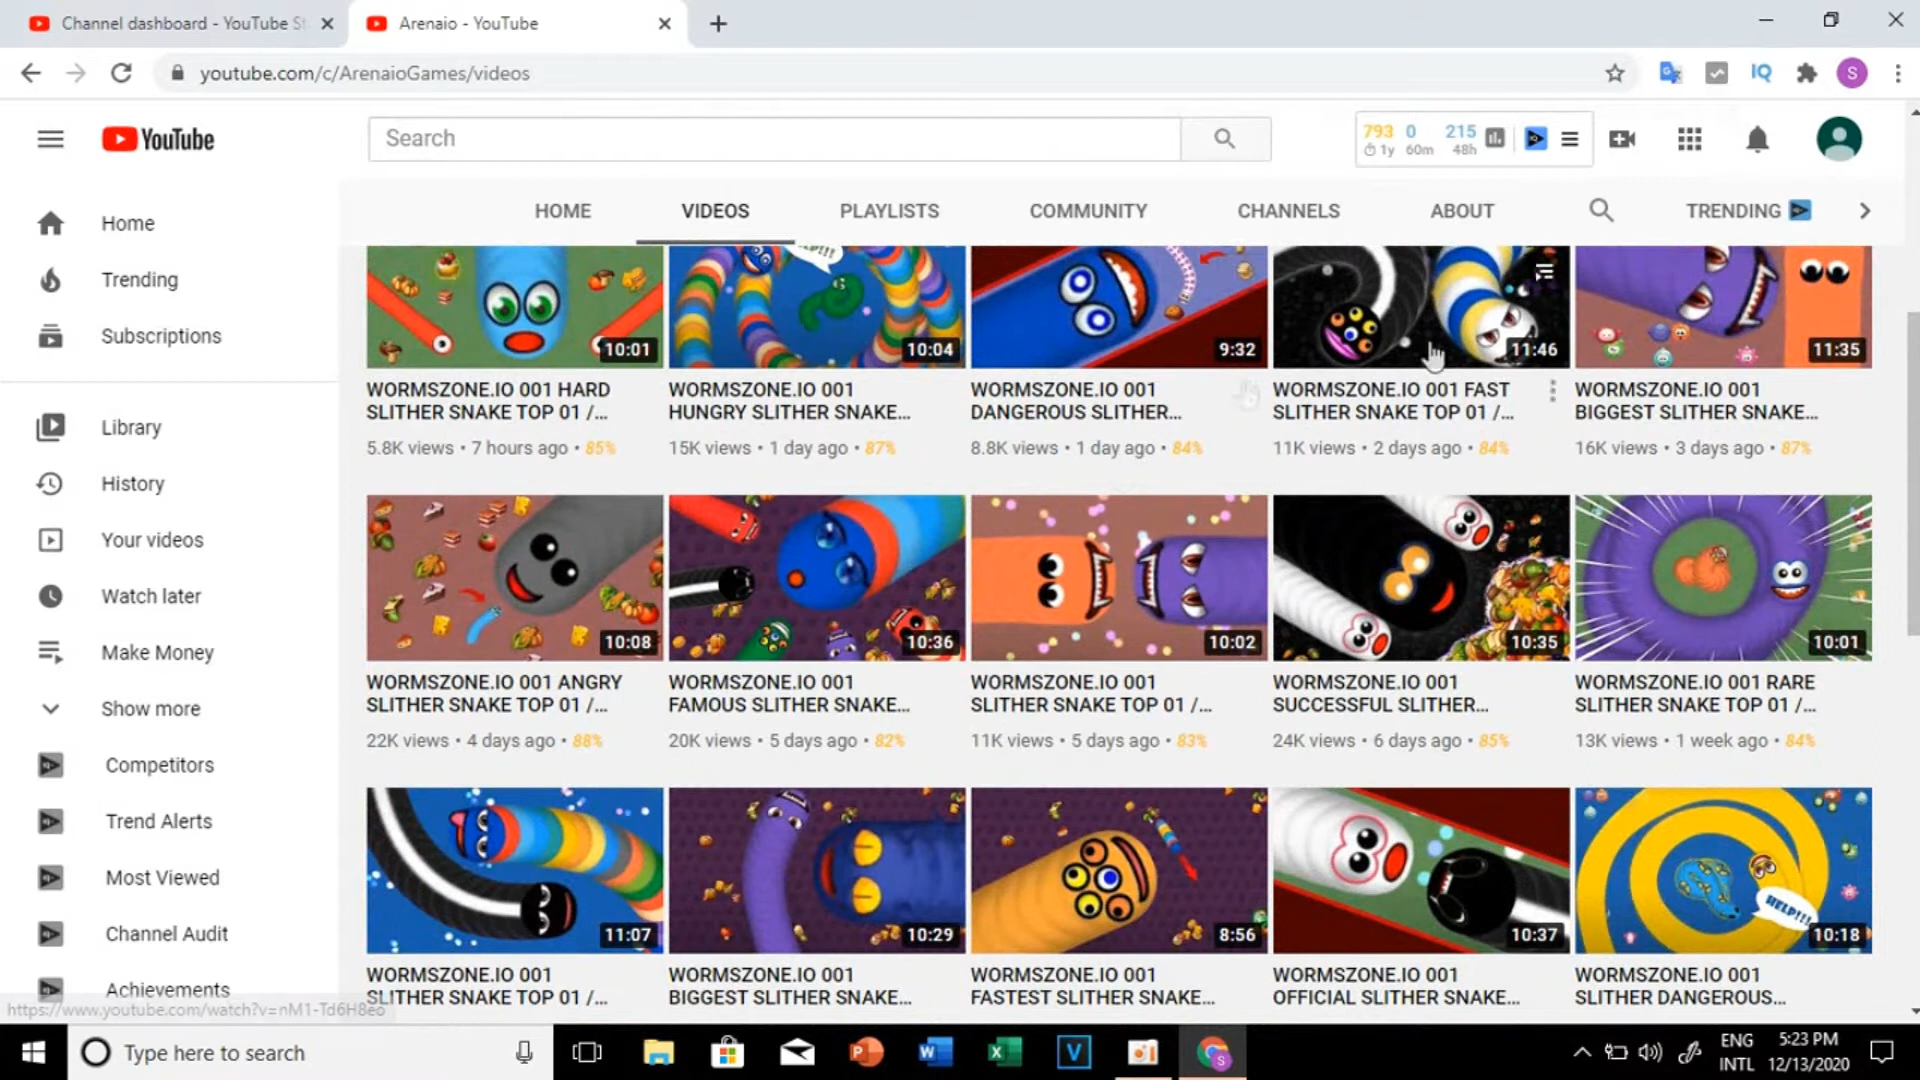 Channel dashboard - YouTube St
Arenaio - YouTube
youtube.com/c/ArenaioGames/videos
IQ
S
YouTube
Search
793 0 215
1y 60m 48h
HOME VIDEOS PLAYLISTS COMMUNITY CHANNELS ABOUT TRENDING
Home
Trending
Subscriptions
Library
History
Your videos
Watch later
Make Money
Show more
Competitors
Trend Alerts
Most Viewed
Channel Audit
Achievements
https://www.youtube.com/watch?v=nM1-Td6H8eo
10:01
10:04
9:32
11:46
11:35
WORMSZONE.IO 001 HARD
SLITHER SNAKE TOP 01 /...
5.8K views • 7 hours ago • 85%
WORMSZONE.IO 001
HUNGRY SLITHER SNAKE...
15K views • 1 day ago • 87%
WORMSZONE.IO 001
DANGEROUS SLITHER...
8.8K views • 1 day ago • 84%
WORMSZONE.IO 001 FAST
SLITHER SNAKE TOP 01 /...
11K views • 2 days ago • 84%
WORMSZONE.IO 001
BIGGEST SLITHER SNAKE...
16K views • 3 days ago • 87%
10:08
10:36
10:02
10:35
10:01
WORMSZONE.IO 001 ANGRY
SLITHER SNAKE TOP 01 /...
22K views • 4 days ago • 88%
WORMSZONE.IO 001
FAMOUS SLITHER SNAKE...
20K views • 5 days ago • 82%
WORMSZONE.IO 001
SLITHER SNAKE TOP 01 /...
11K views • 5 days ago • 83%
WORMSZONE.IO 001
SUCCESSFUL SLITHER...
24K views • 6 days ago • 85%
WORMSZONE.IO 001 RARE
SLITHER SNAKE TOP 01 /...
13K views • 1 week ago • 84%
11:07
10:29
8:56
10:37
HELP!!!
10:18
WORMSZONE.IO 001
SLITHER SNAKE TOP 01 /...
WORMSZONE.IO 001
BIGGEST SLITHER SNAKE...
WORMSZONE.IO 001
FASTEST SLITHER SNAKE...
WORMSZONE.IO 001
OFFICIAL SLITHER SNAKE...
WORMSZONE.IO 001
SLITHER DANGEROUS...
Type here to search
ENG
INTL
5:23 PM
12/13/2020